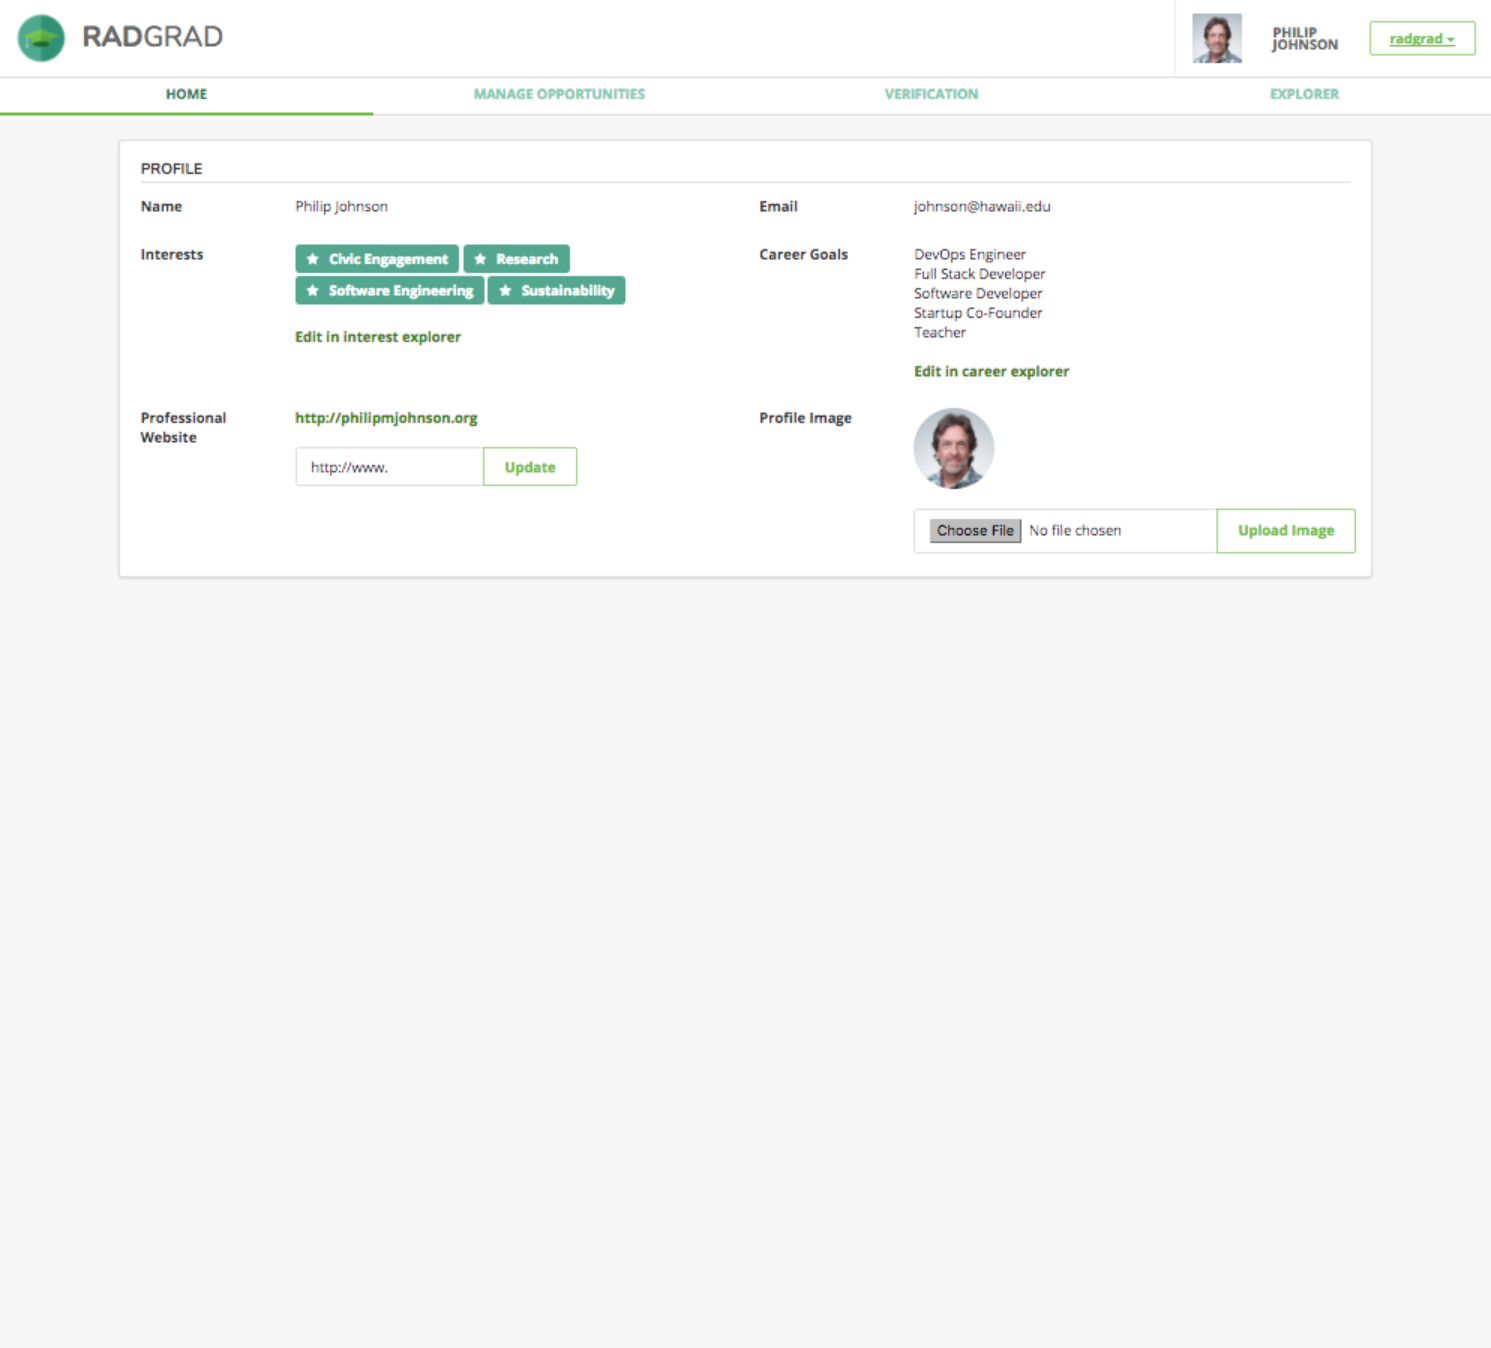 RADGRAD
PHILIP
JOHNSON
radgrad
HOME
MANAGE OPPORTUNITIES
VERIFICATION
EXPLORER
PROFILE
Name
Philip Johnson
Email
johnson@hawaii.edu
Interests
Civic Engagement
Research
Software Engineering
Sustainability
Edit in interest explorer
Career Goals
DevOps Engineer
Full Stack Developer
Software Developer
Startup Co-Founder
Teacher
Edit in career explorer
Professional
Website
http://philipmjohnson.org
http://www.
Update
Profile Image
Choose File
No file chosen
Upload Image